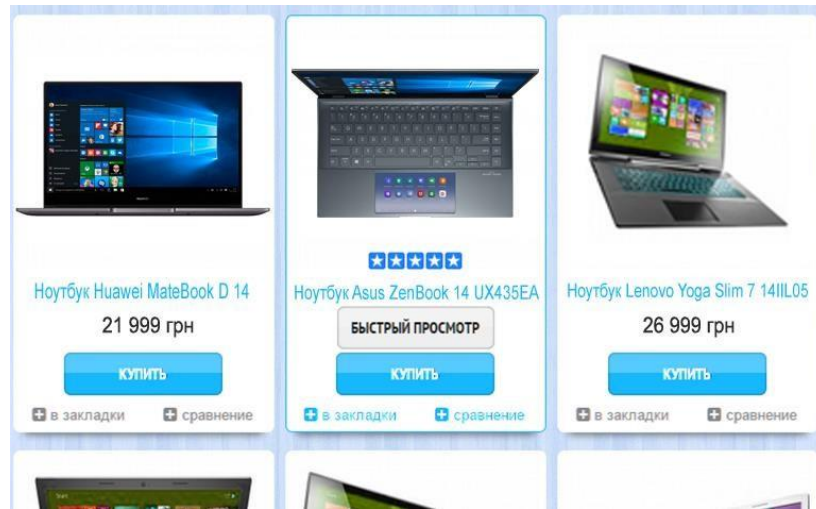 Ноутбук Huawei MateBook D 14
21 999 грн
КУПИТЬ
в закладки
сравнение
Ноутбук Asus ZenBook 14 UX435EA
БЫСТРЫЙ ПРОСМОТР
КУПИТЬ
в закладки
сравнение
Ноутбук Lenovo Yoga Slim 7 14IIL05
26 999 грн
КУПИТЬ
в закладки
сравнение
Start